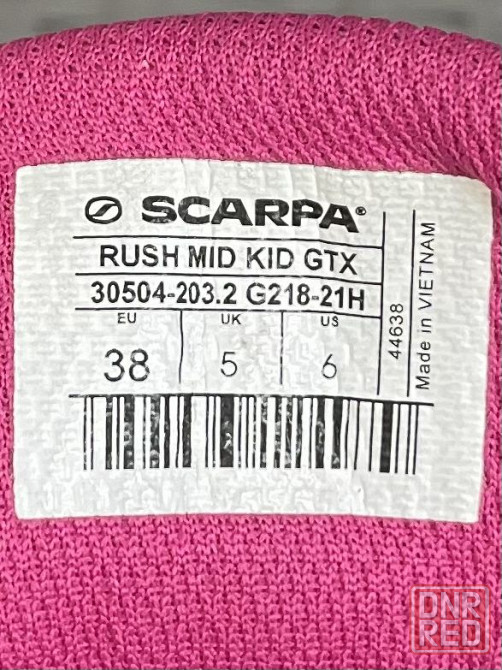 SCARPA®
RUSH MID KID GTX
30504-203.2 G218-21H
EU UK US
38 5 6
44638
Made in VIETNAM
DNR
RED